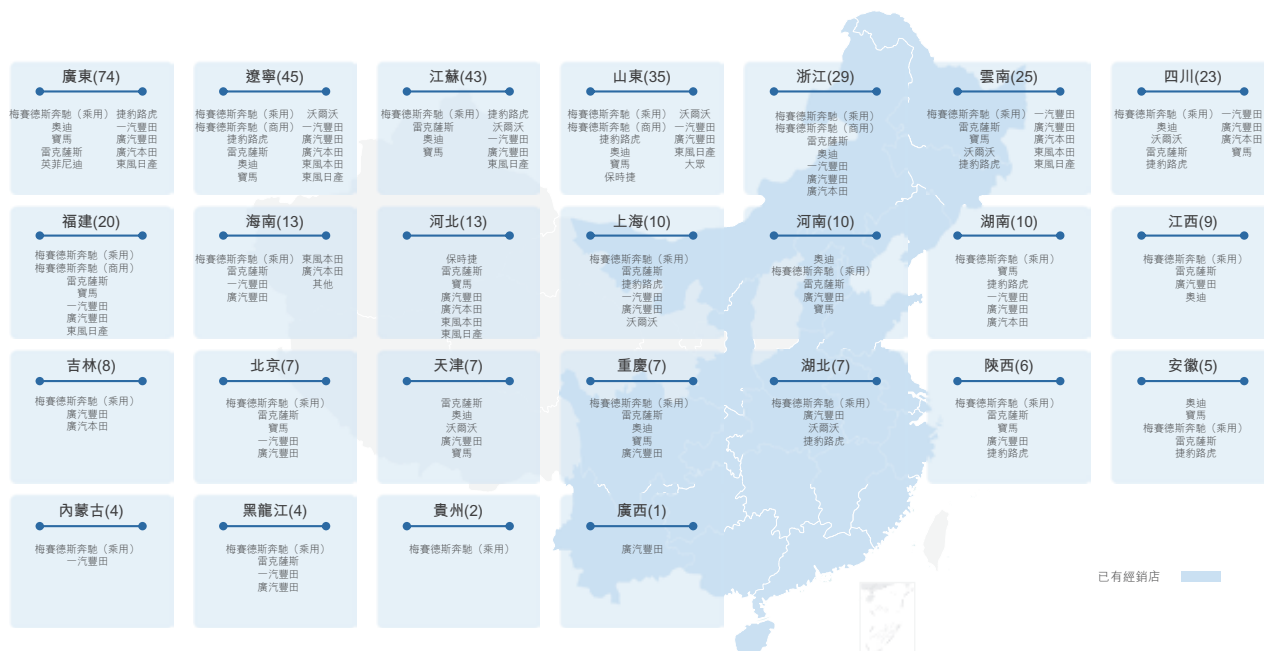 廣東(74)
梅賽德斯奔馳（乘用） 捷豹路虎
奧迪 一汽豐田
寶馬 廣汽豐田
雷克薩斯 廣汽本田
英菲尼迪 東風日產
遼寧(45)
梅賽德斯奔馳（乘用） 沃爾沃
梅賽德斯奔馳（商用） 一汽豐田
捷豹路虎 廣汽豐田
雷克薩斯 廣汽本田
奧迪 東風本田
寶馬 東風日產
江蘇(43)
梅賽德斯奔馳（乘用） 捷豹路虎
雷克薩斯 沃爾沃
奧迪 一汽豐田
寶馬 廣汽豐田
東風日產
山東(35)
梅賽德斯奔馳（乘用） 沃爾沃
梅賽德斯奔馳（商用） 一汽豐田
捷豹路虎 廣汽豐田
奧迪 東風日產
寶馬 大眾
保時捷
浙江(29)
梅賽德斯奔馳（乘用）
梅賽德斯奔馳（商用）
雷克薩斯
奧迪
一汽豐田
廣汽豐田
廣汽本田
雲南(25)
梅賽德斯奔馳（乘用） 一汽豐田
雷克薩斯 廣汽豐田
寶馬 廣汽本田
沃爾沃 東風本田
捷豹路虎 東風日產
四川(23)
梅賽德斯奔馳（乘用） 一汽豐田
奧迪 廣汽豐田
沃爾沃 廣汽本田
雷克薩斯 寶馬
捷豹路虎
福建(20)
梅賽德斯奔馳（乘用）
梅賽德斯奔馳（商用）
雷克薩斯
寶馬
一汽豐田
廣汽豐田
東風日產
海南(13)
梅賽德斯奔馳（乘用） 東風本田
雷克薩斯 廣汽本田
一汽豐田 其他
廣汽豐田
河北(13)
保時捷
雷克薩斯
寶馬
廣汽豐田
廣汽本田
東風本田
東風日產
上海(10)
梅賽德斯奔馳（乘用）
雷克薩斯
捷豹路虎
一汽豐田
廣汽豐田
沃爾沃
河南(10)
奧迪
梅賽德斯奔馳（乘用）
雷克薩斯
廣汽豐田
寶馬
湖南(10)
梅賽德斯奔馳（乘用）
寶馬
捷豹路虎
一汽豐田
廣汽豐田
廣汽本田
江西(9)
梅賽德斯奔馳（乘用）
雷克薩斯
廣汽豐田
奧迪
吉林(8)
梅賽德斯奔馳（乘用）
廣汽豐田
廣汽本田
北京(7)
梅賽德斯奔馳（乘用）
雷克薩斯
寶馬
一汽豐田
廣汽豐田
天津(7)
雷克薩斯
奧迪
沃爾沃
廣汽豐田
寶馬
重慶(7)
梅賽德斯奔馳（乘用）
雷克薩斯
奧迪
寶馬
廣汽豐田
湖北(7)
梅賽德斯奔馳（乘用）
廣汽豐田
沃爾沃
捷豹路虎
陝西(6)
梅賽德斯奔馳（乘用）
雷克薩斯
寶馬
廣汽豐田
捷豹路虎
安徽(5)
奧迪
寶馬
梅賽德斯奔馳（乘用）
雷克薩斯
捷豹路虎
內蒙古(4)
梅賽德斯奔馳（乘用）
一汽豐田
黑龍江(4)
梅賽德斯奔馳（乘用）
雷克薩斯
一汽豐田
廣汽豐田
貴州(2)
梅賽德斯奔馳（乘用）
廣西(1)
廣汽豐田
已有經銷店